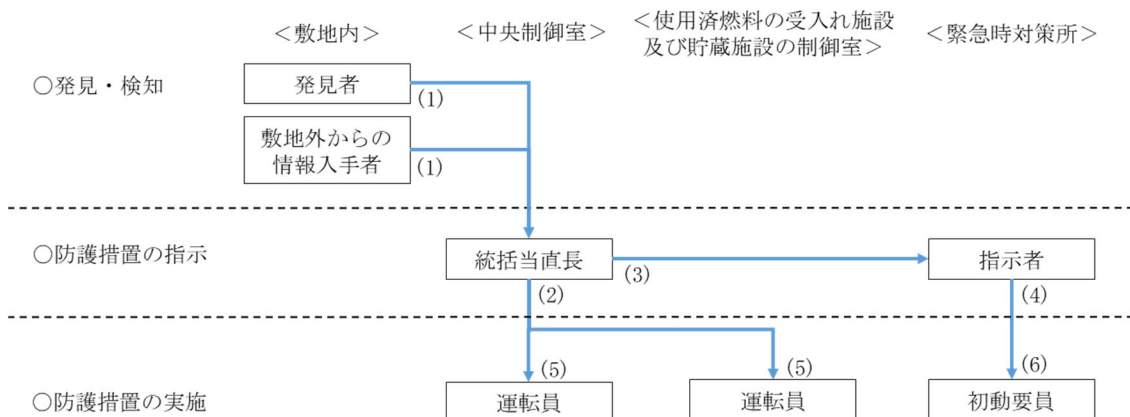 ＜敷地内＞
＜中央制御室＞
＜使用済燃料の受入れ施設
及び貯蔵施設の制御室＞
＜緊急時対策所＞
○発見・検知
発見者
(1)
敷地外からの
情報入手者
(1)
○防護措置の指示
統括当直長
(3)
指示者
(2)
(4)
(5)
(5)
(6)
○防護措置の実施
運転員
運転員
初動要員